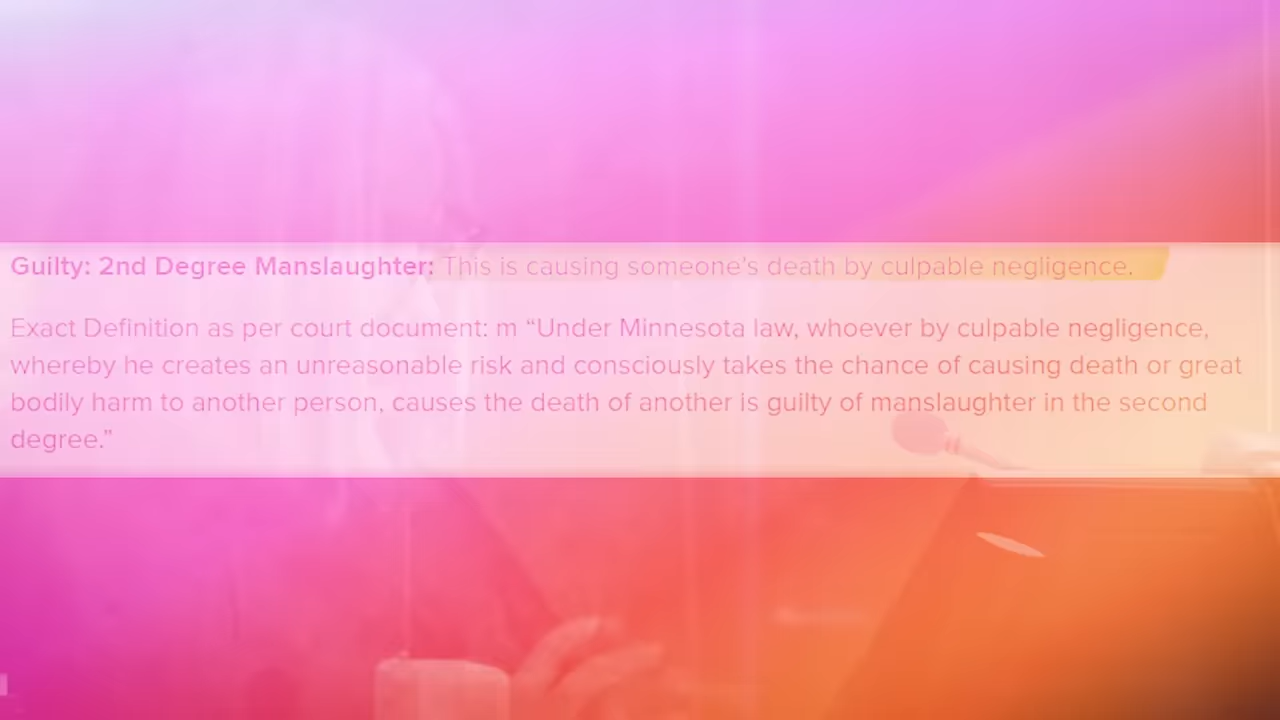 Guilty: 2nd Degree Manslaughter: This is causing someone's death by culpable negligence.
Exact Definition as per court document: m “Under Minnesota law, whoever by culpable negligence,
whereby he creates an unreasonable risk and consciously takes the chance of causing death or great
bodily harm to another person, causes the death of another is guilty of manslaughter in the second
degree.”